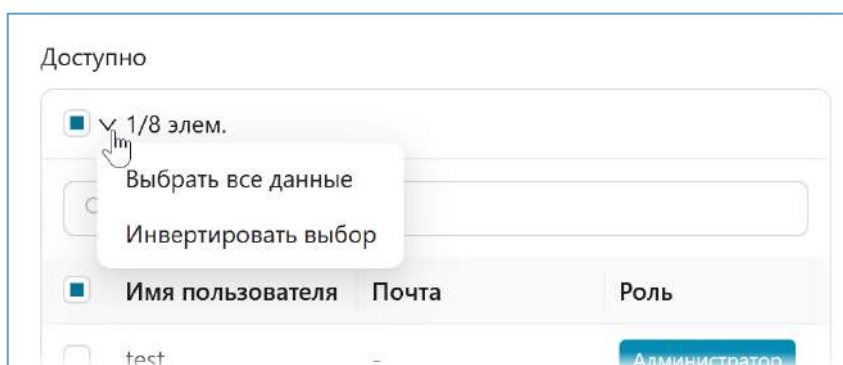 Доступно
1/8 элем.
Выбрать все данные
Инвертировать выбор
Имя пользователя Почта Роль
test - Администратор